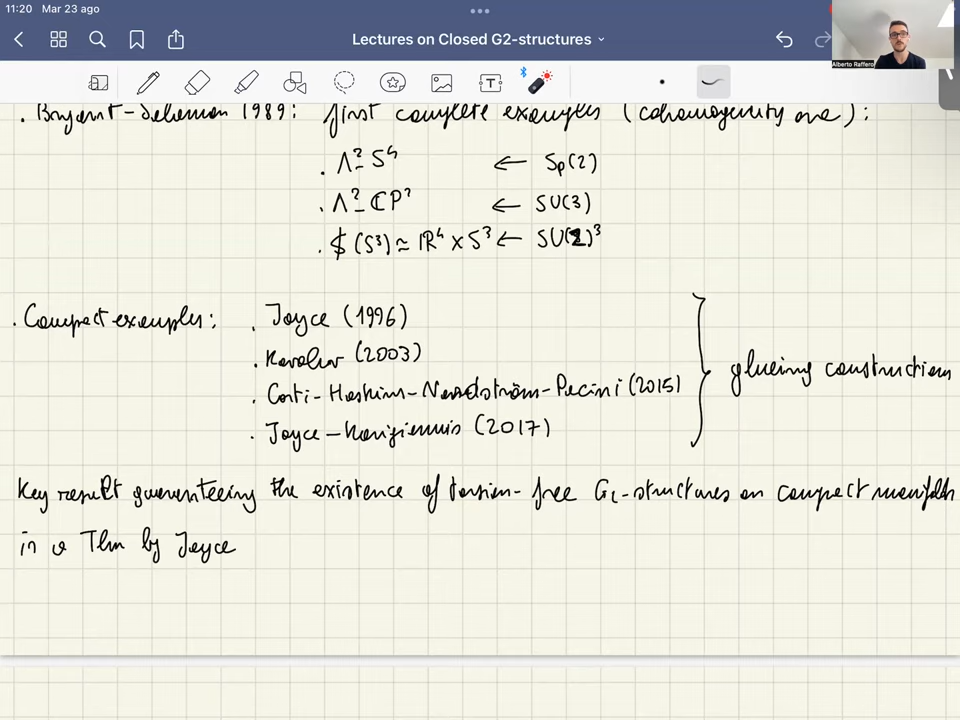 11:20 Mar 23 ago
Lectures on Closed G2-structures
Alberto Raffero
. Bryant-Salamon 1989: first complete examples (cohomogeneity one):
. Λ²₋ S⁴ ← Sp(2)
. Λ²₋ ℂP² ← SU(3)
. $ (S³) ≃ ℝ⁴ × S³ ← SU(2)³
. Compact examples: . Joyce (1996)
. Kovalev (2003)
. Corti-Haskins-Nordström-Pacini (2015)
. Joyce-Karigiannis (2017)
glueing constructions
Key result guaranteeing the existence of torsion-free G₂-structures on compact manifolds
is a Thm by Joyce